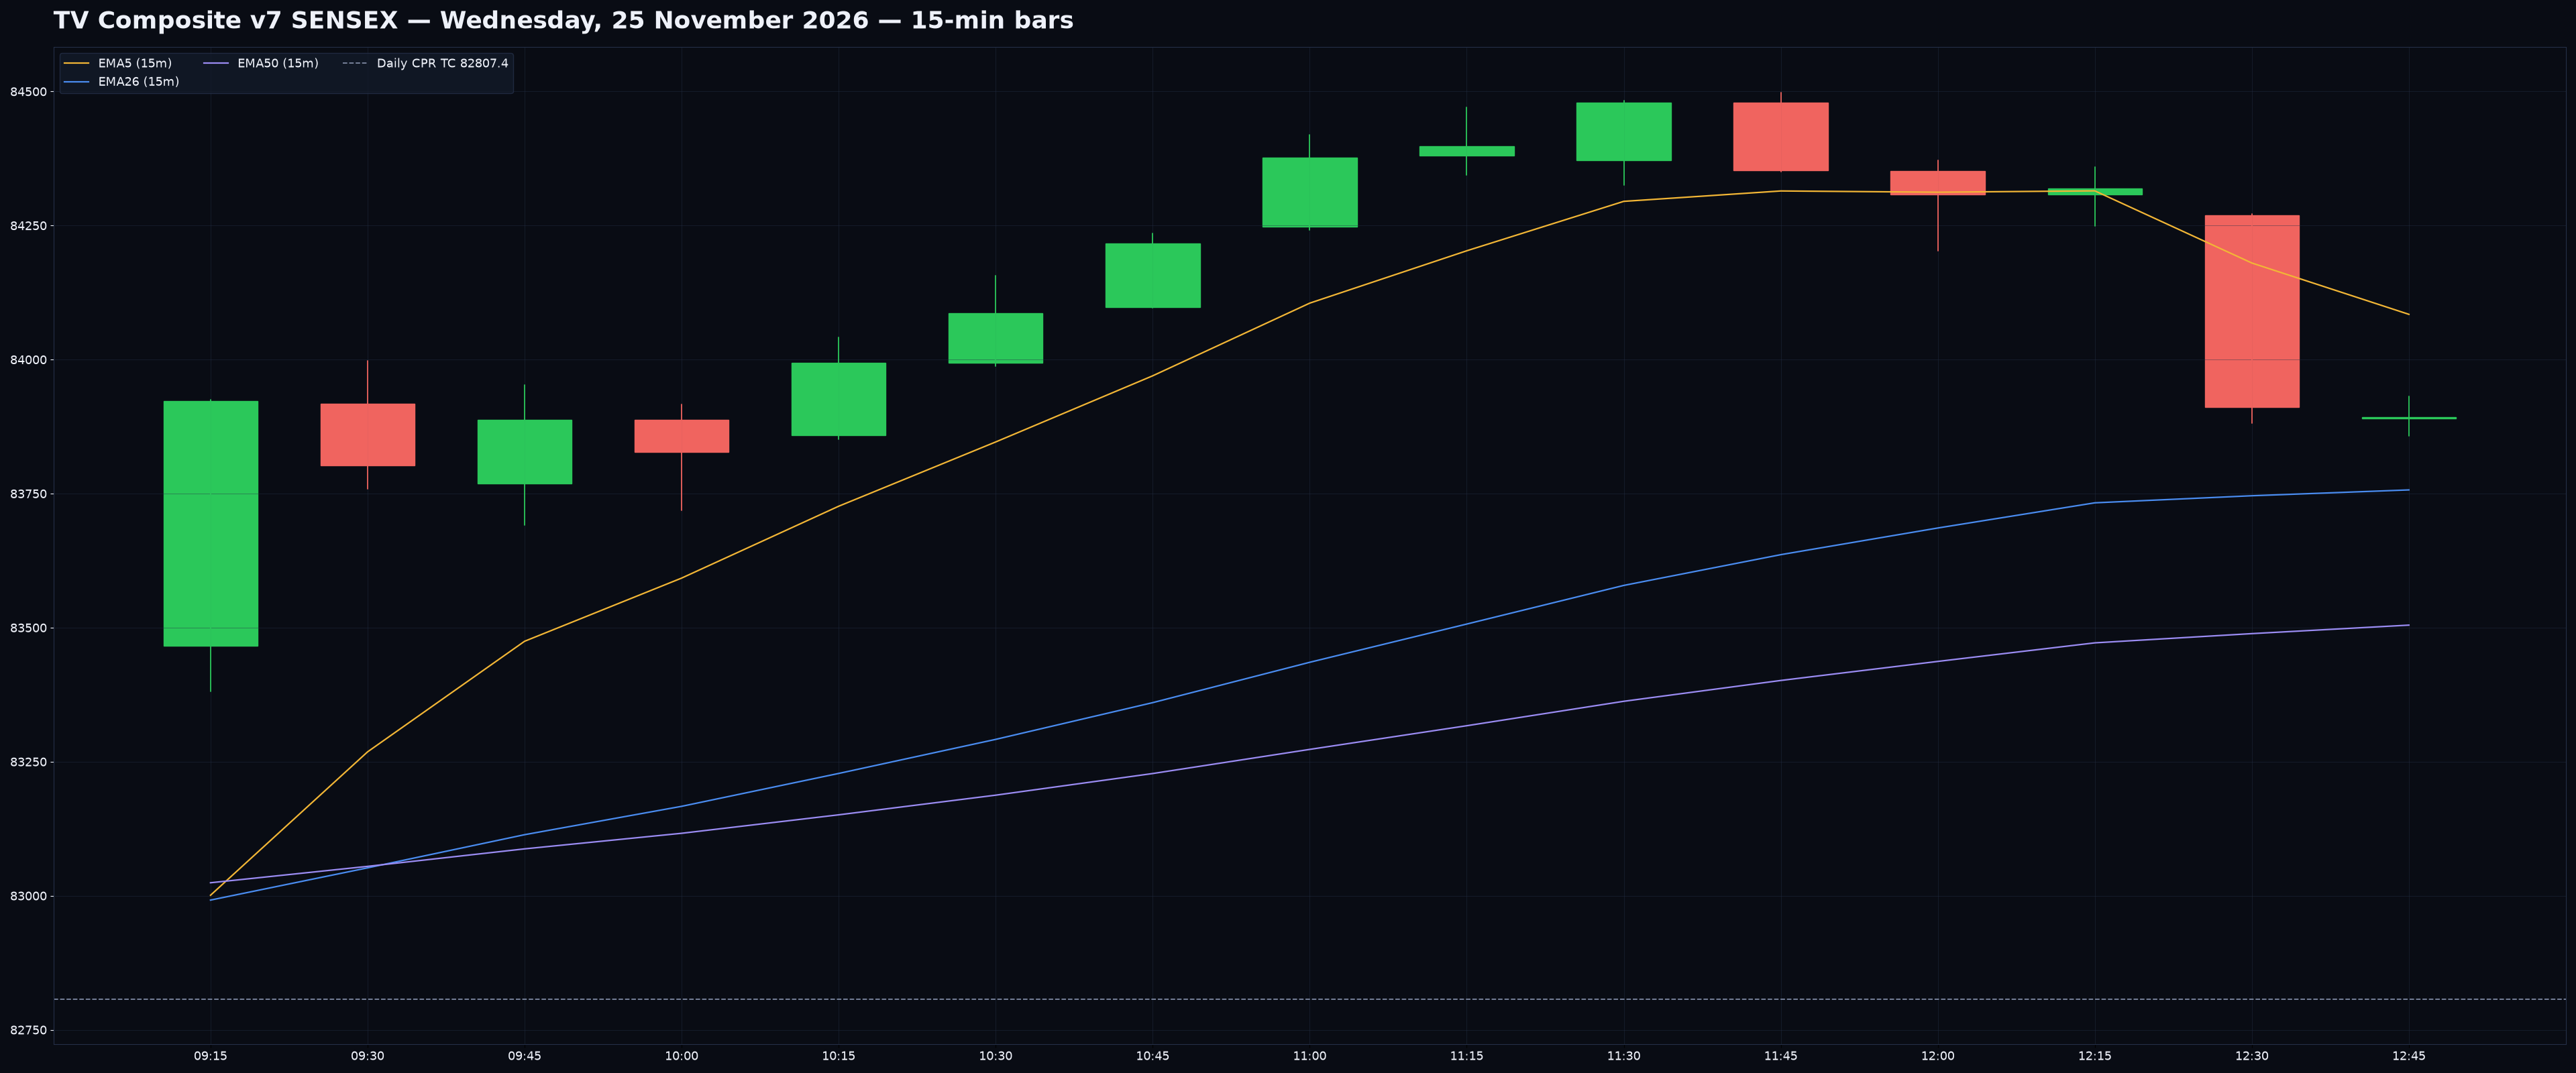 TV Composite v7 SENSEX — Wednesday, 25 November 2026 — 15-min bars
EMA5 (15m) EMA50 (15m) Daily CPR TC 82807.4
EMA26 (15m)
84500
84250
84000
83750
83500
83250
83000
82750
09:15 09:30 09:45 10:00 10:15 10:30 10:45 11:00 11:15 11:30 11:45 12:00 12:15 12:30 12:45